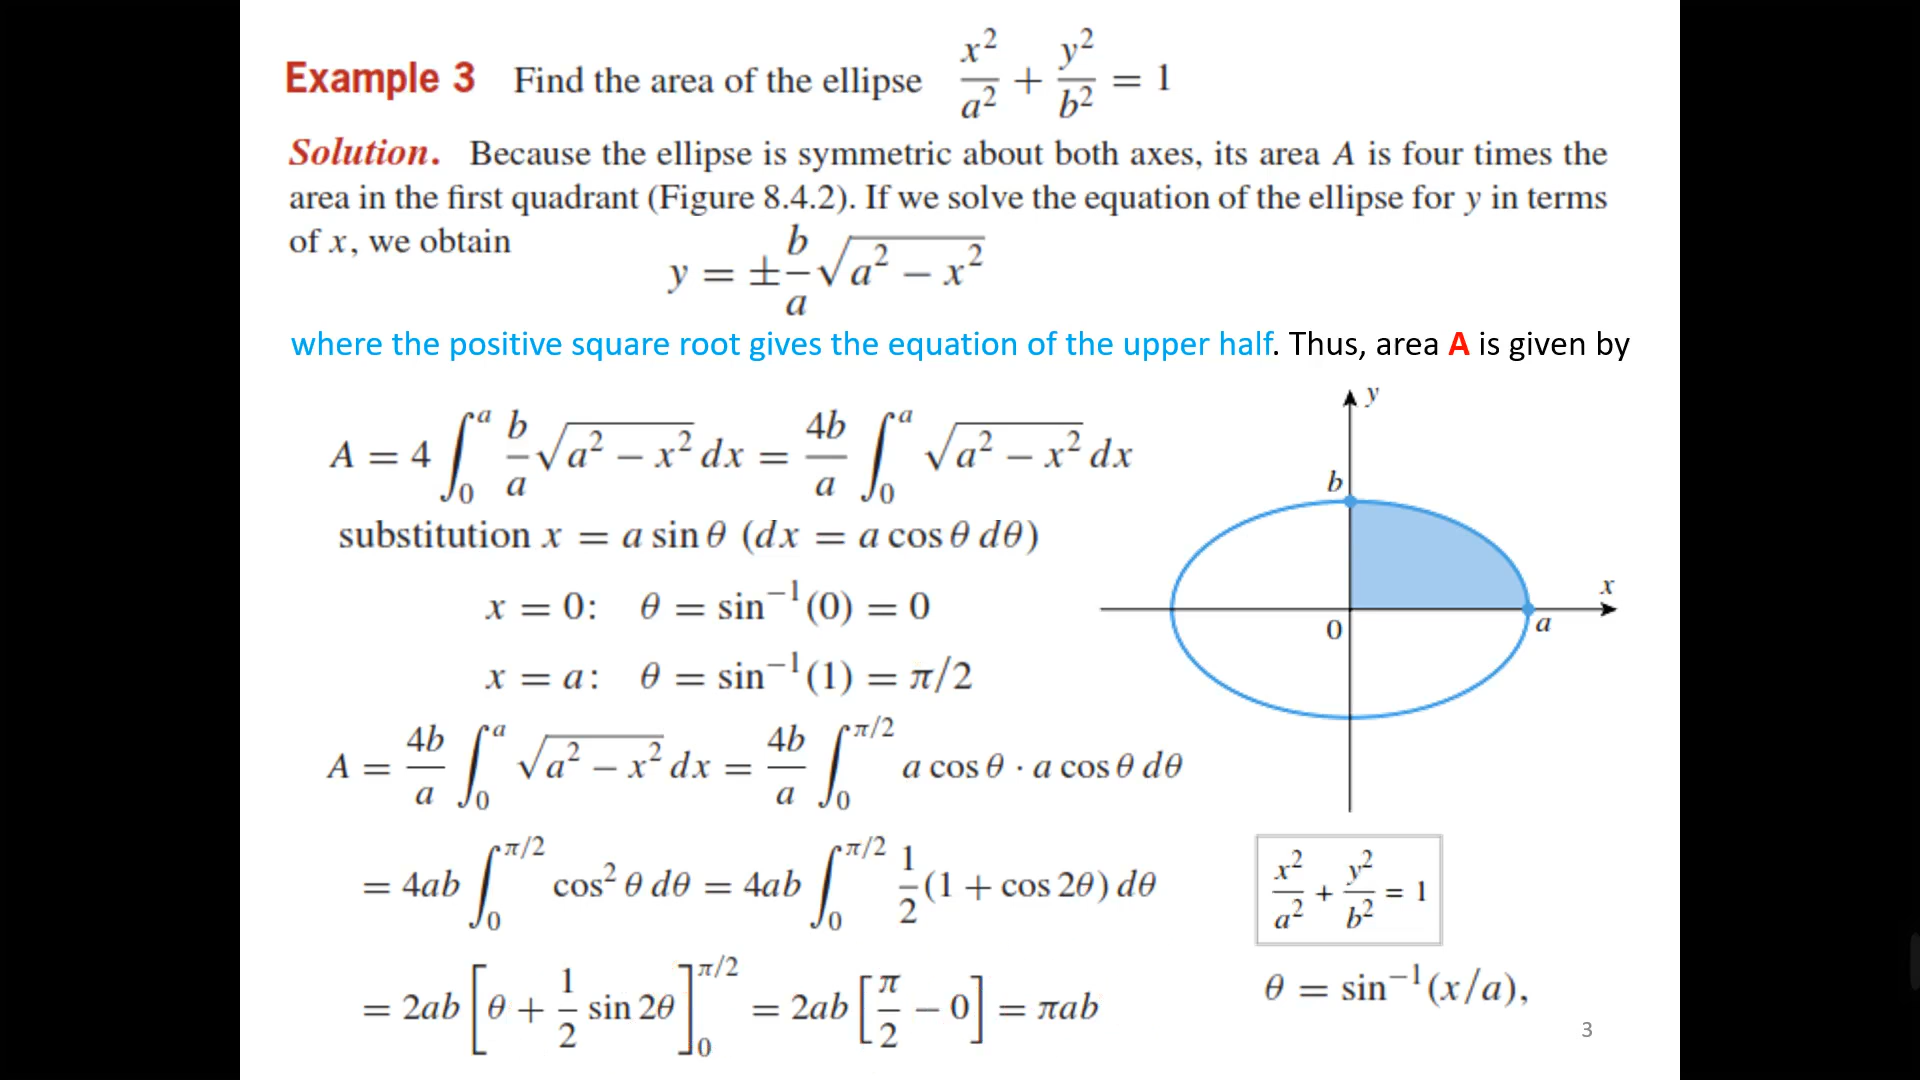 Example 3 Find the area of the ellipse x²/a² + y²/b² = 1
Solution. Because the ellipse is symmetric about both axes, its area A is four times the
area in the first quadrant (Figure 8.4.2). If we solve the equation of the ellipse for y in terms
of x, we obtain
y = ±b/a √(a² − x²)
where the positive square root gives the equation of the upper half. Thus, area A is given by
A = 4 ∫₀ᵃ b/a √(a² − x²) dx = 4b/a ∫₀ᵃ √(a² − x²) dx
substitution x = a sin θ (dx = a cos θ dθ)
x = 0: θ = sin⁻¹(0) = 0
x = a: θ = sin⁻¹(1) = π/2
A = 4b/a ∫₀ᵃ √(a² − x²) dx = 4b/a ∫₀^(π/2) a cos θ · a cos θ dθ
= 4ab ∫₀^(π/2) cos² θ dθ = 4ab ∫₀^(π/2) 1/2 (1 + cos 2θ) dθ
= 2ab [θ + 1/2 sin 2θ]₀^(π/2) = 2ab [π/2 − 0] = πab
y
b
x
0
a
x²/a² + y²/b² = 1
θ = sin⁻¹(x/a),
3